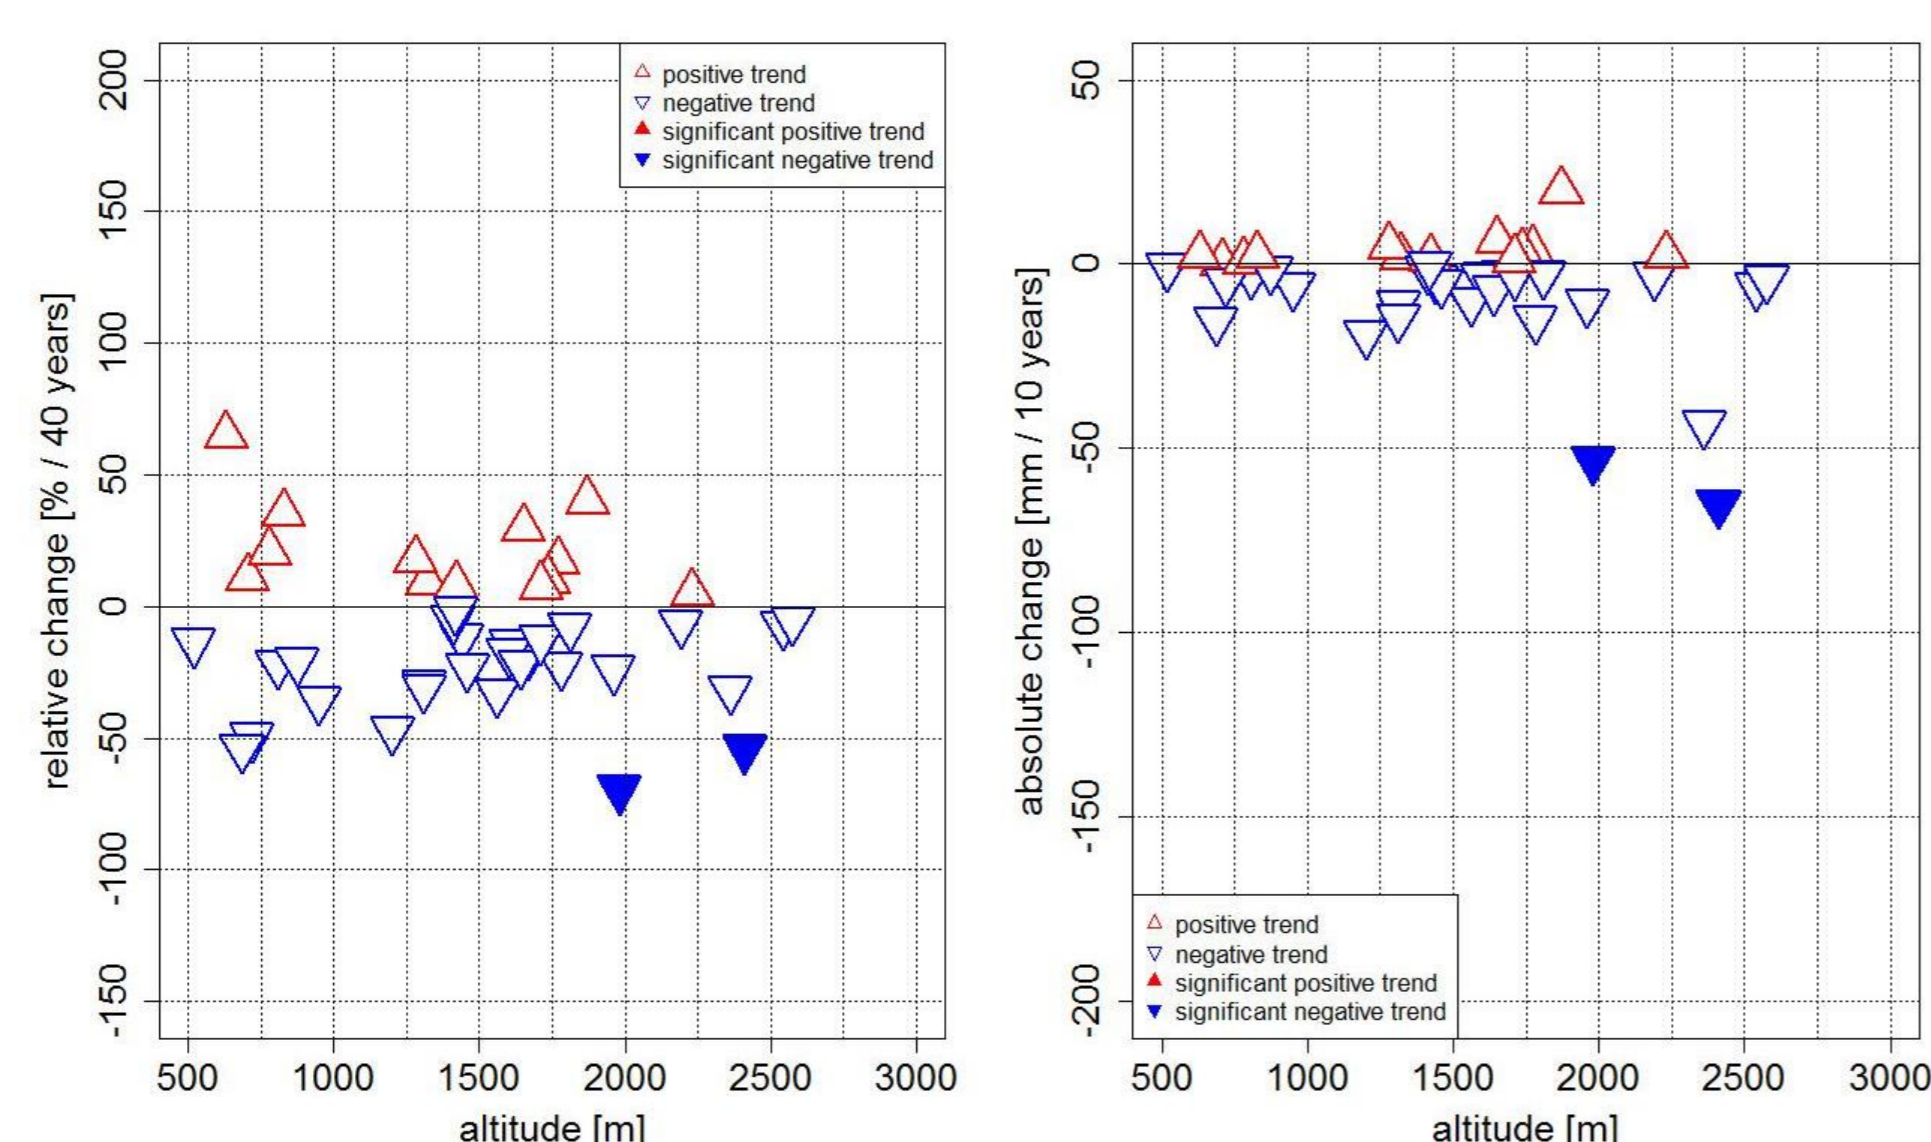 relative change [% / 40 years]
200
150
100
50
0
-50
-100
-150
positive trend
negative trend
significant positive trend
significant negative trend
500 1000 1500 2000 2500 3000
altitude [m]
absolute change [mm / 10 years]
50
0
-50
-100
-150
-200
positive trend
negative trend
significant positive trend
significant negative trend
500 1000 1500 2000 2500 3000
altitude [m]